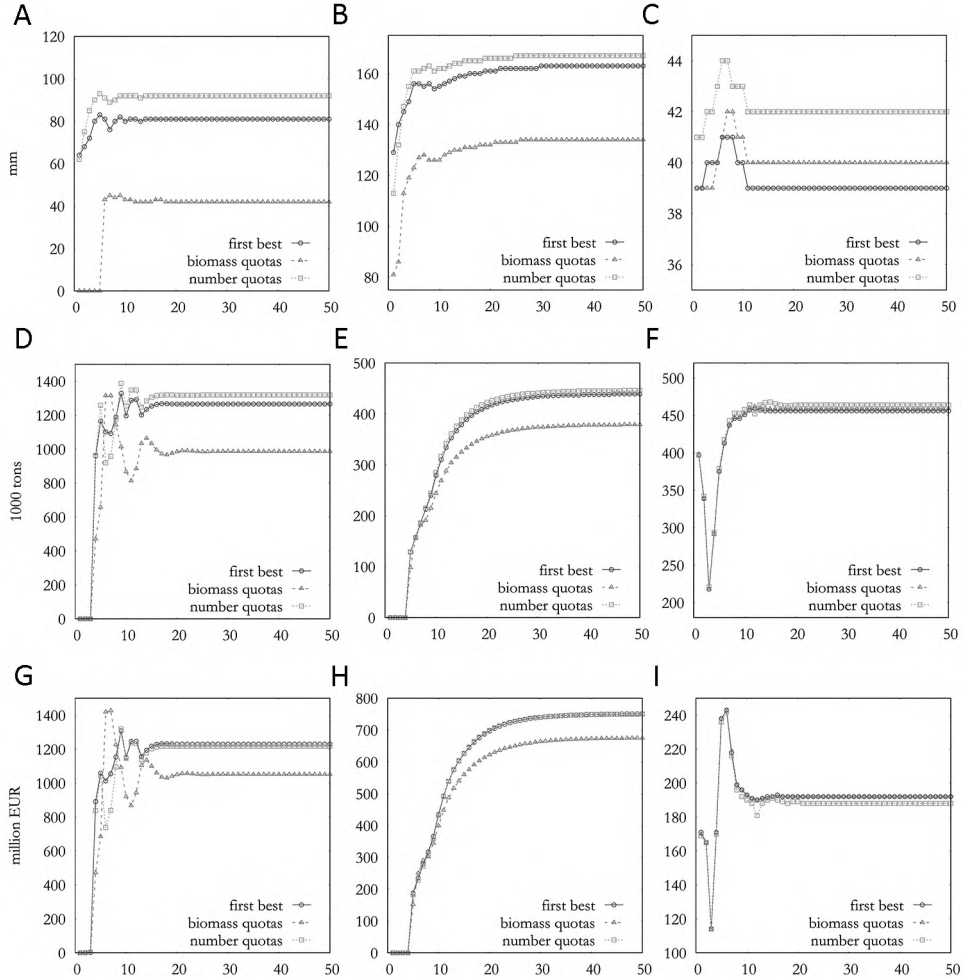 A B C
120
100
80
60
40
20
0
mm
first best
biomass quotas
number quotas
0 10 20 30 40 50
160
140
120
100
80
first best
biomass quotas
number quotas
0 10 20 30 40 50
44
42
40
38
36
first best
biomass quotas
number quotas
0 10 20 30 40 50
D E F
1400
1200
1000
800
600
400
200
0
1000 tons
first best
biomass quotas
number quotas
0 10 20 30 40 50
500
400
300
200
100
0
first best
biomass quotas
number quotas
0 10 20 30 40 50
500
450
400
350
300
250
200
first best
biomass quotas
number quotas
0 10 20 30 40 50
G H I
1400
1200
1000
800
600
400
200
0
million EUR
first best
biomass quotas
number quotas
0 10 20 30 40 50
800
700
600
500
400
300
200
100
0
first best
biomass quotas
number quotas
0 10 20 30 40 50
240
220
200
180
160
140
120
100
first best
biomass quotas
number quotas
0 10 20 30 40 50